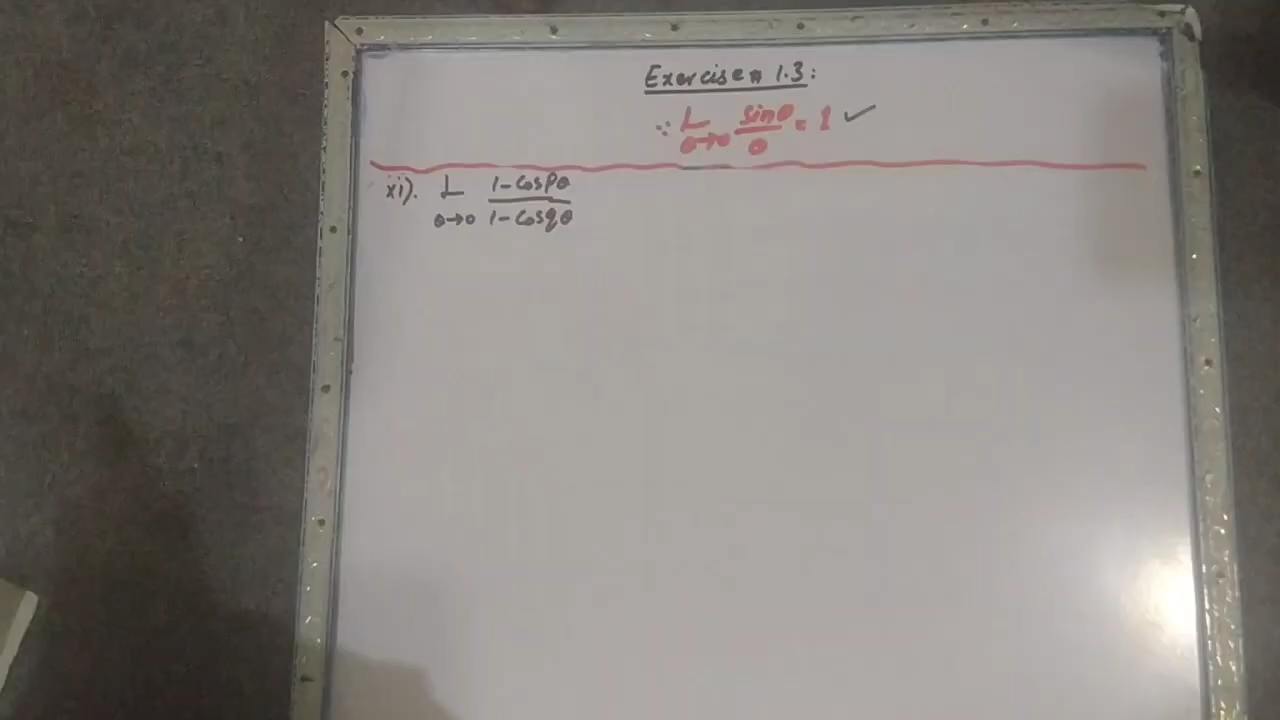 Exercise # 1.3:
∵ L θ→0 sinθ/θ = 1 ✓
xi). L θ→0 1-cospθ/1-cosqθ